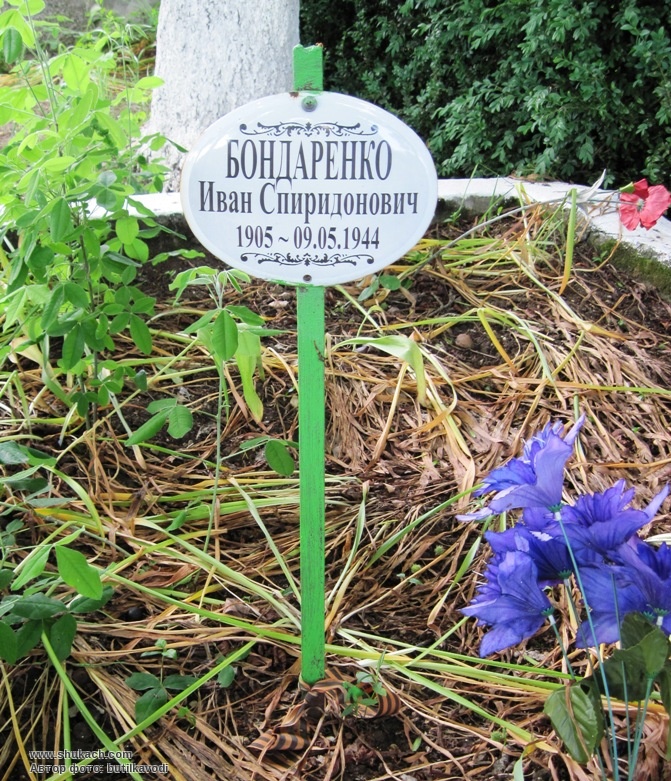 БОНДАРЕНКО
Иван Спиридонович
1905 ~ 09.05.1944
www.shukach.com
Автор фото: butilkavodi